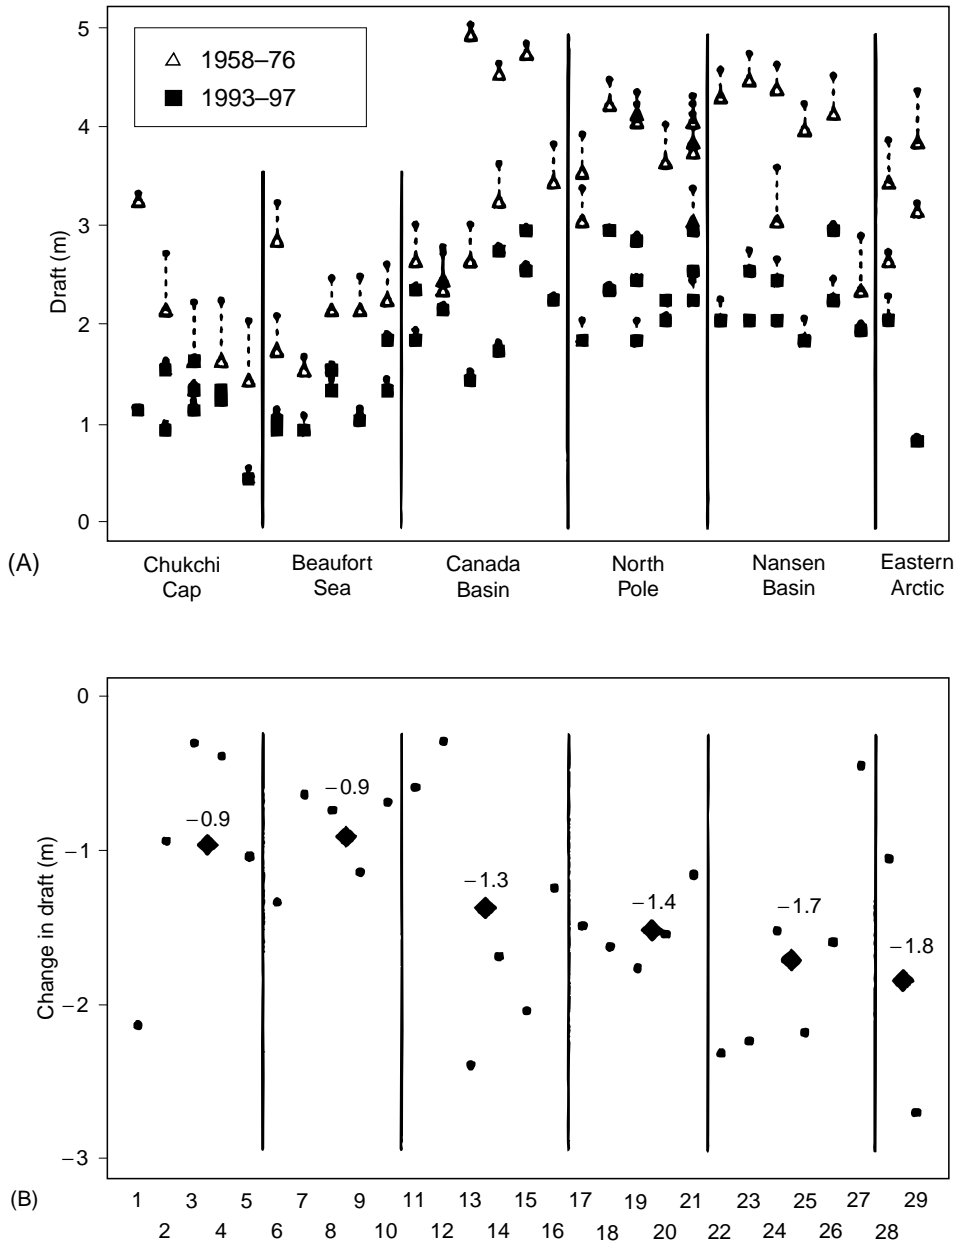 5
1958–76
1993–97
4
3
2
1
0
Draft (m)
(A)
Chukchi
Cap
Beaufort
Sea
Canada
Basin
North
Pole
Nansen
Basin
Eastern
Arctic
0
−1
−2
−3
Change in draft (m)
−0.9
−0.9
−1.3
−1.4
−1.7
−1.8
(B)
1 3 5 7 9 11 13 15 17 19 21 23 25 27 29
2 4 6 8 10 12 14 16 18 20 22 24 26 28